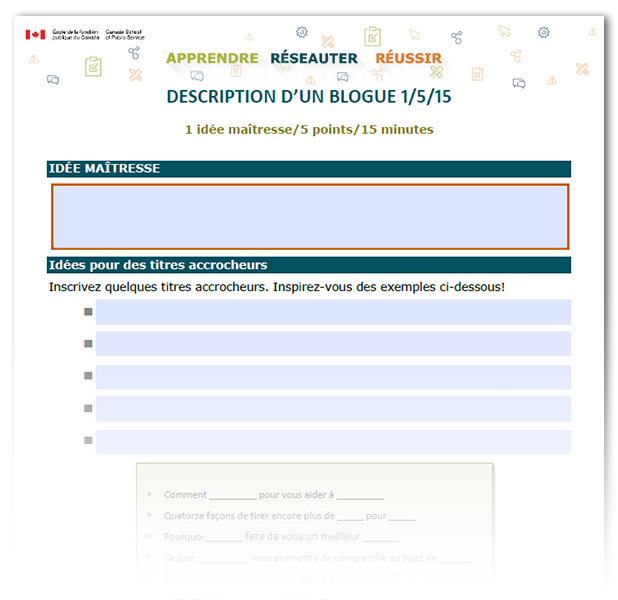 École de la fonction publique du Canada
Canada School of Public Service
APPRENDRE RÉSEAUTER RÉUSSIR
DESCRIPTION D'UN BLOGUE 1/5/15
1 idée maîtresse/5 points/15 minutes
IDÉE MAÎTRESSE
Idées pour des titres accrocheurs
Inscrivez quelques titres accrocheurs. Inspirez-vous des exemples ci-dessous!
• Comment _________ pour vous aider à _________
• Quatorze façons de tirer encore plus de _____ pour _____
• Pourquoi _______ fera de vous un meilleur _______
• Ce que __________ vous permettra de comprendre au sujet de ______